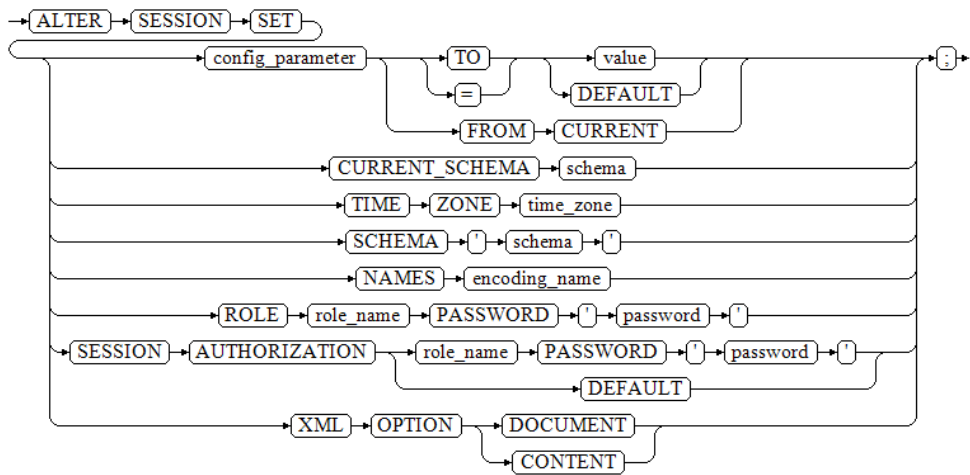 ALTER SESSION SET
config_parameter TO value ;
= DEFAULT
FROM CURRENT
CURRENT_SCHEMA schema
TIME ZONE time_zone
SCHEMA ' schema '
NAMES encoding_name
ROLE role_name PASSWORD ' password '
SESSION AUTHORIZATION role_name PASSWORD ' password '
DEFAULT
XML OPTION DOCUMENT
CONTENT